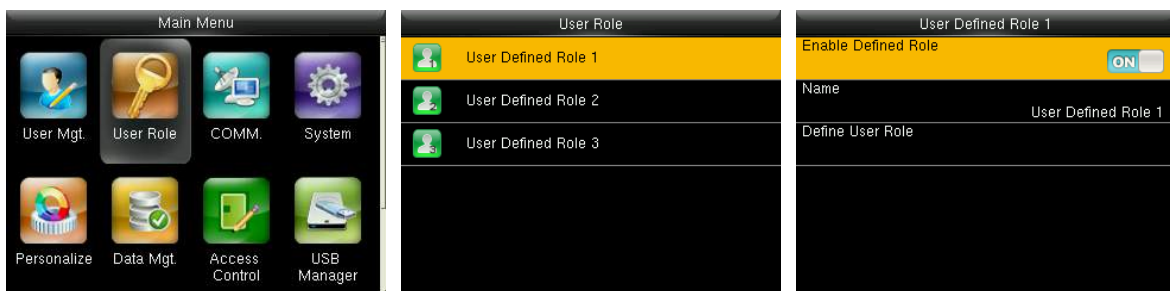 Main Menu
User Mgt.
User Role
COMM.
System
Personalize
Data Mgt.
Access
Control
USB
Manager
User Role
User Defined Role 1
User Defined Role 2
User Defined Role 3
User Defined Role 1
Enable Defined Role
ON
Name
User Defined Role 1
Define User Role